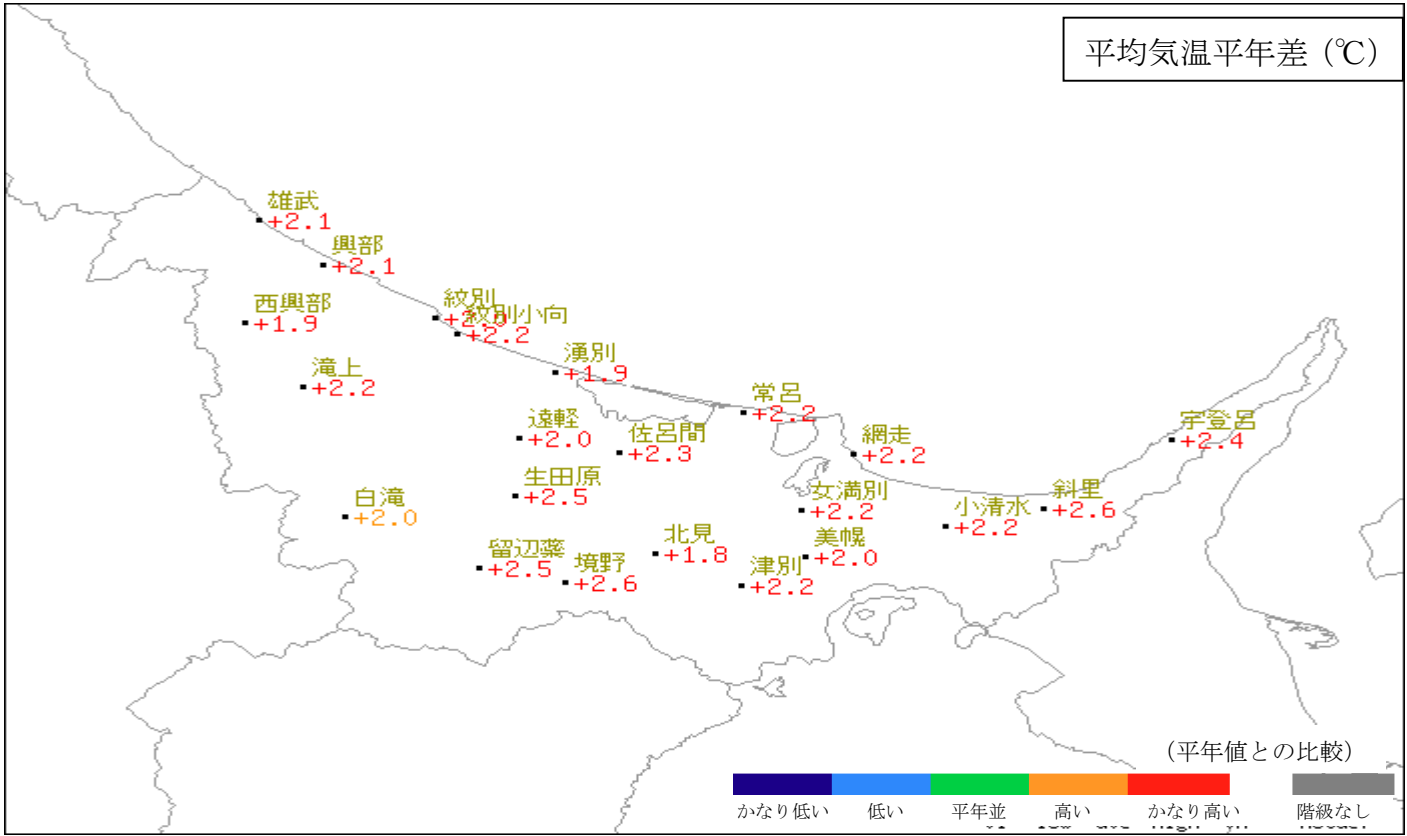 平均気温平年差（℃）
雄武
+2.1
興部
+2.1
西興部
+1.9
紋別
紋別小向
+2.2
滝上
+2.2
湧別
+1.9
常呂
+2.2
遠軽
+2.0
佐呂間
+2.3
網走
+2.2
宇登呂
+2.4
生田原
+2.5
白滝
+2.0
女満別
+2.2
小清水
+2.2
斜里
+2.6
留辺蘂
+2.5
境野
+2.6
北見
+1.8
津別
+2.2
美幌
+2.0
（平年値との比較）
かなり低い 低い 平年並 高い かなり高い 階級なし